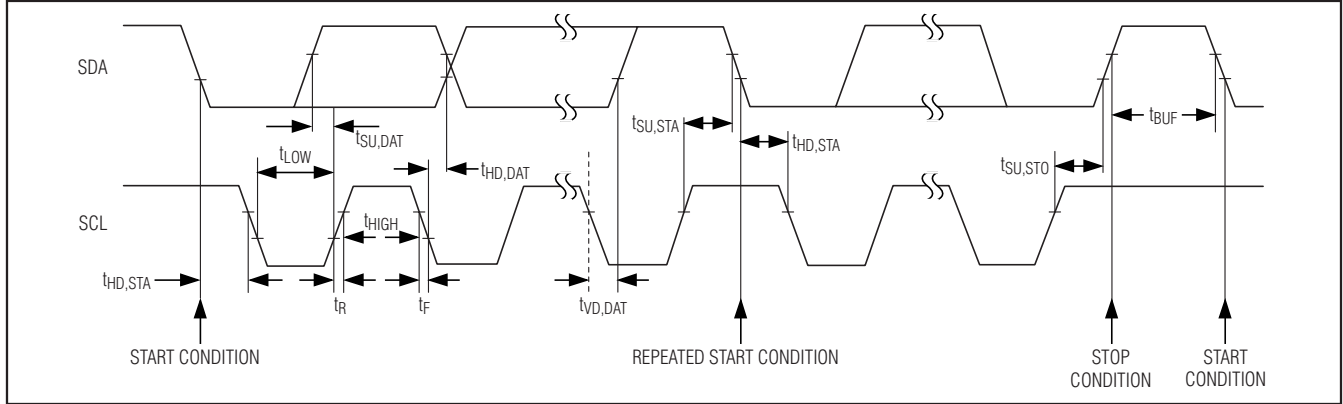 SDA
tSU,DAT
tLOW
tHD,DAT
tSU,STA
tHD,STA
tBUF
tSU,STO
SCL
tHIGH
tHD,STA
tR
tF
tVD,DAT
START CONDITION
REPEATED START CONDITION
STOP
CONDITION
START
CONDITION